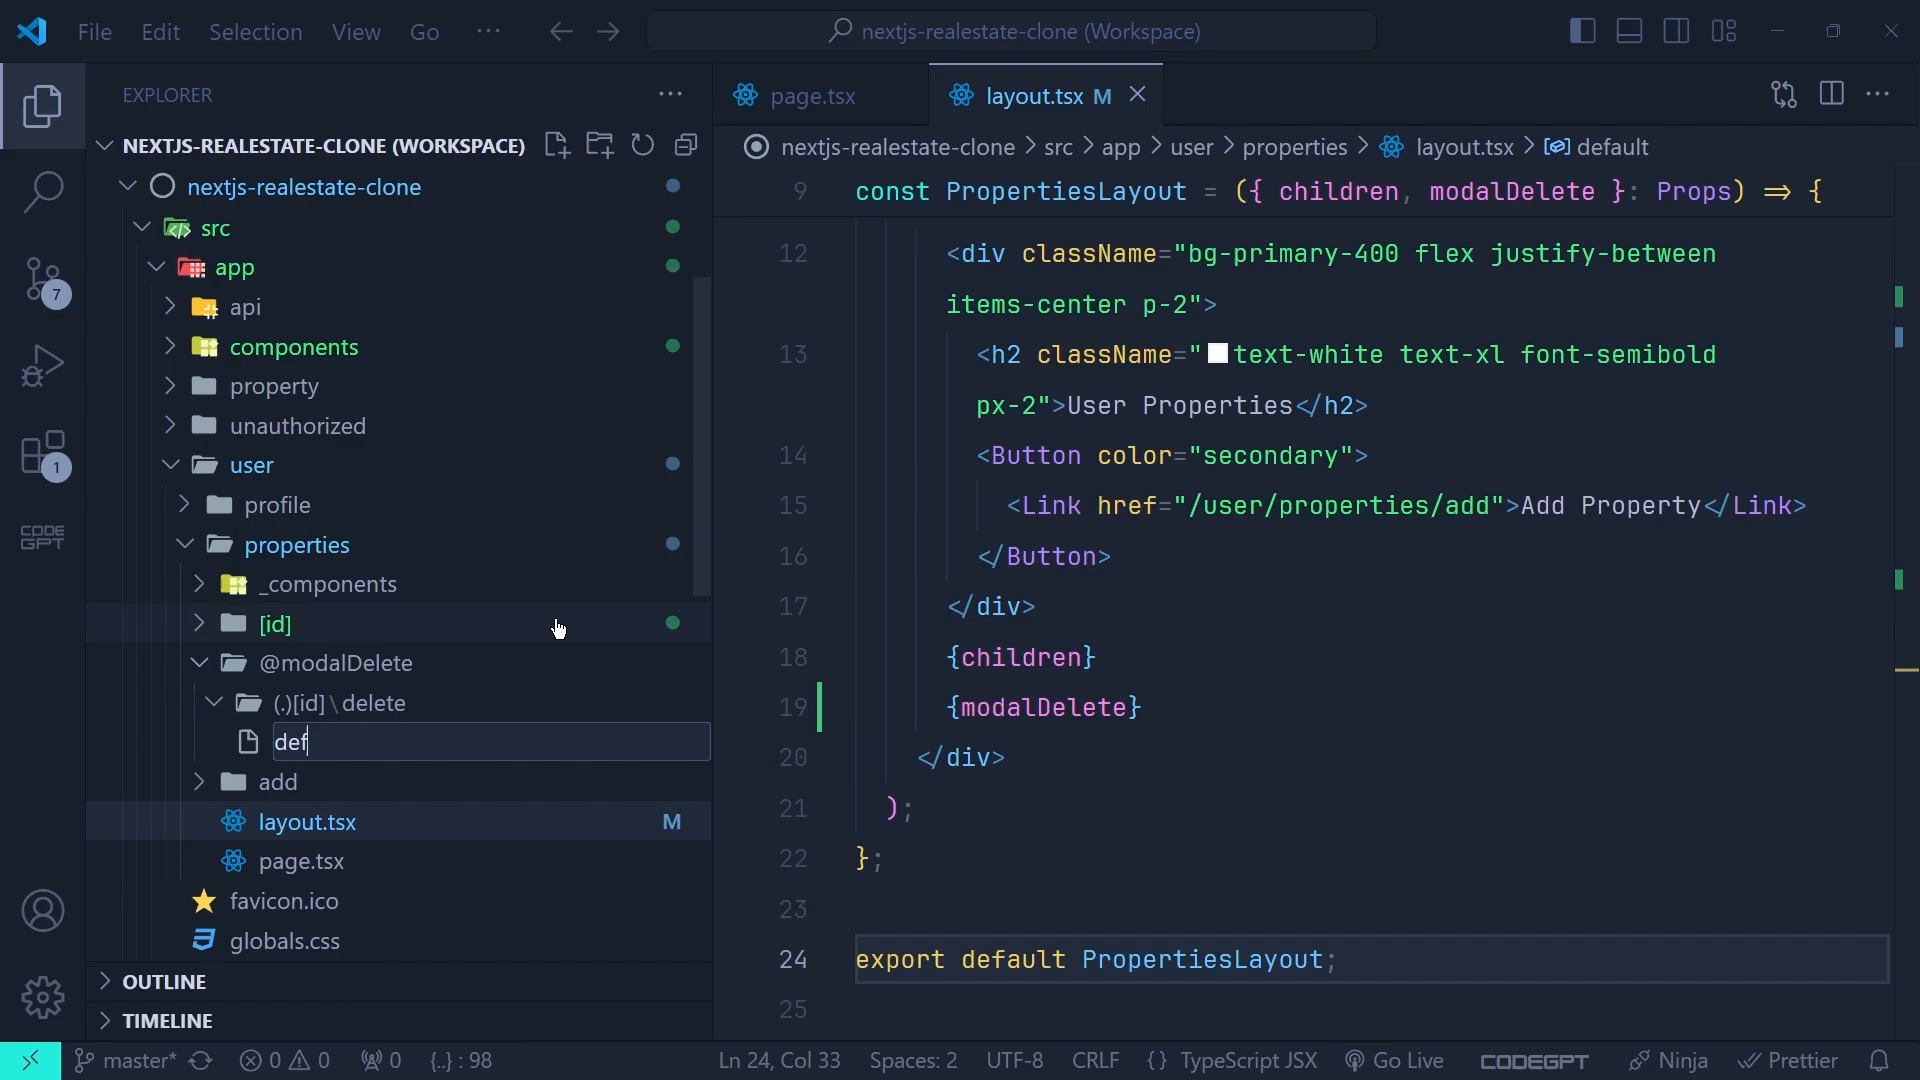 File Edit Selection View Go ...
nextjs-realestate-clone (Workspace)
EXPLORER
NEXTJS-REALESTATE-CLONE (WORKSPACE)
nextjs-realestate-clone
src
app
api
components
property
unauthorized
user
profile
properties
_components
[id]
@modalDelete
(.)[id]\delete
def
add
layout.tsx M
page.tsx
favicon.ico
globals.css
OUTLINE
TIMELINE
7
1
CODE
GPT
page.tsx
layout.tsx M
nextjs-realestate-clone > src > app > user > properties > layout.tsx > default
9 const PropertiesLayout = ({ children, modalDelete }: Props) => {
12 <div className="bg-primary-400 flex justify-between
items-center p-2">
13 <h2 className="text-white text-xl font-semibold
px-2">User Properties</h2>
14 <Button color="secondary">
15 <Link href="/user/properties/add">Add Property</Link>
16 </Button>
17 </div>
18 {children}
19 {modalDelete}
20 </div>
21 );
22 };
23
24 export default PropertiesLayout;
25
master* 0 0 0 {..} : 98 Ln 24, Col 33 Spaces: 2 UTF-8 CRLF {} TypeScript JSX Go Live CODEGPT Ninja Prettier